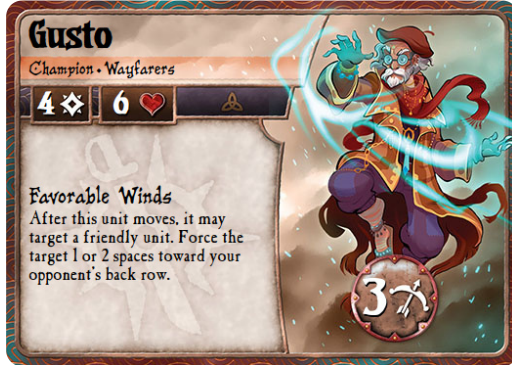 Gusto
Champion • Wayfarers
4 6
Favorable Winds
After this unit moves, it may
target a friendly unit. Force the
target 1 or 2 spaces toward your
opponent's back row.
3